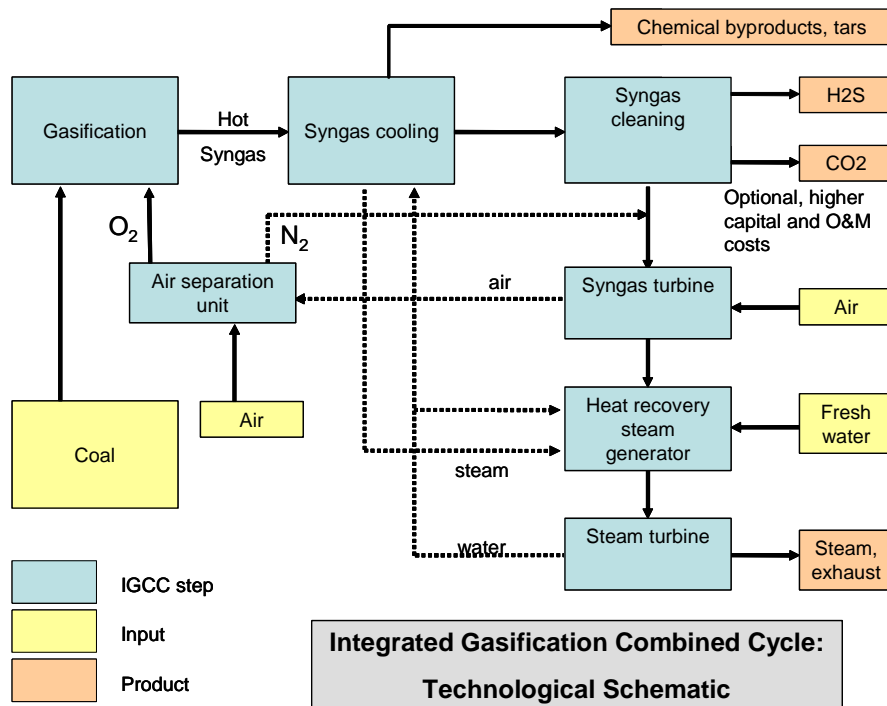 Chemical byproducts, tars
Gasification
Hot
Syngas
Syngas cooling
Syngas
cleaning
H2S
CO2
Optional, higher
capital and O&M
costs
O₂
N₂
Air separation
unit
air
Syngas turbine
Air
Coal
Air
Heat recovery
steam
generator
Fresh
water
steam
water
Steam turbine
Steam,
exhaust
IGCC step
Input
Product
Integrated Gasification Combined Cycle:
Technological Schematic